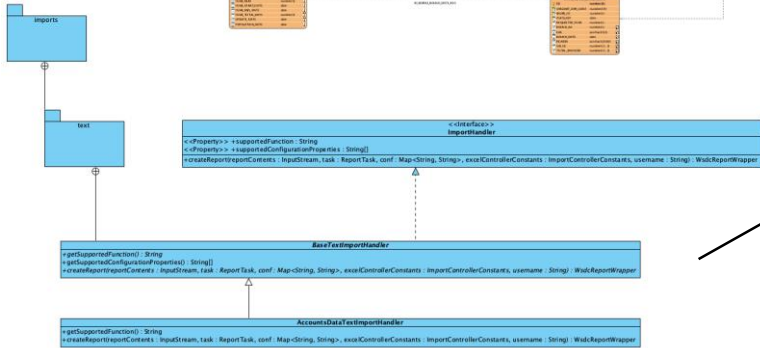 imports
text
<<Interface>>
ImportHandler
<<Property>> +supportedFunction : String
<<Property>> +supportedConfigurationProperties : String[]
+createReport(reportContents : InputStream, task : ReportTask, conf : Map<String, String>, excelControllerConstants : ImportControllerConstants, username : String) : WsdcReportWrapper
BaseTextImportHandler
+getSupportedFunction() : String
+getSupportedConfigurationProperties() : String[]
+createReport(reportContents : InputStream, task : ReportTask, conf : Map<String, String>, excelControllerConstants : ImportControllerConstants, username : String) : WsdcReportWrapper
AccountsDataTextImportHandler
+getSupportedFunction() : String
+createReport(reportContents : InputStream, task : ReportTask, conf : Map<String, String>, excelControllerConstants : ImportControllerConstants, username : String) : WsdcReportWrapper